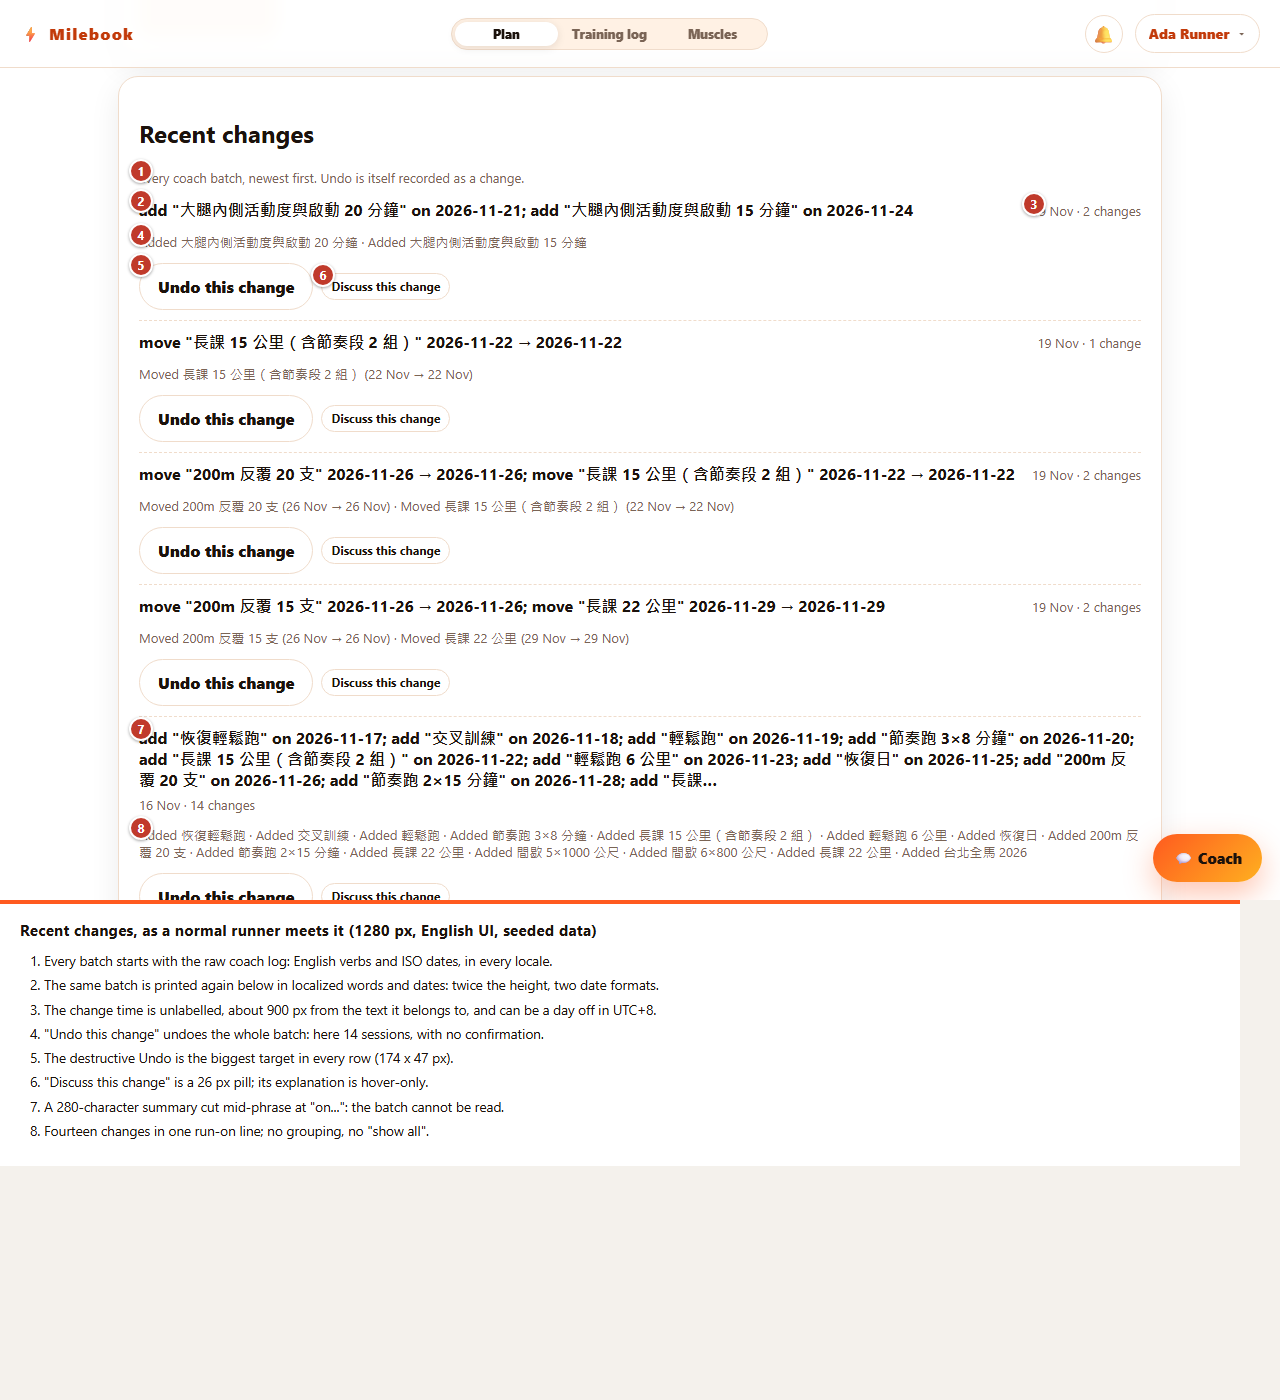 Milebook
Plan
Training log
Muscles
Ada Runner
Recent changes
1
very coach batch, newest first. Undo is itself recorded as a change.
2
add "大腿內側活動度與啟動 20 分鐘" on 2026-11-21; add "大腿內側活動度與啟動 15 分鐘" on 2026-11-24
3
9 Nov · 2 changes
4
dded 大腿內側活動度與啟動 20 分鐘 · Added 大腿內側活動度與啟動 15 分鐘
5
Undo this change
6
Discuss this change
move "長課 15 公里（含節奏段 2 組）" 2026-11-22 → 2026-11-22
19 Nov · 1 change
Moved 長課 15 公里（含節奏段 2 組） (22 Nov → 22 Nov)
Undo this change
Discuss this change
move "200m 反覆 20 支" 2026-11-26 → 2026-11-26; move "長課 15 公里（含節奏段 2 組）" 2026-11-22 → 2026-11-22
19 Nov · 2 changes
Moved 200m 反覆 20 支 (26 Nov → 26 Nov) · Moved 長課 15 公里（含節奏段 2 組） (22 Nov → 22 Nov)
Undo this change
Discuss this change
move "200m 反覆 15 支" 2026-11-26 → 2026-11-26; move "長課 22 公里" 2026-11-29 → 2026-11-29
19 Nov · 2 changes
Moved 200m 反覆 15 支 (26 Nov → 26 Nov) · Moved 長課 22 公里 (29 Nov → 29 Nov)
Undo this change
Discuss this change
7
add "恢復輕鬆跑" on 2026-11-17; add "交叉訓練" on 2026-11-18; add "輕鬆跑" on 2026-11-19; add "節奏跑 3×8 分鐘" on 2026-11-20;
add "長課 15 公里（含節奏段 2 組）" on 2026-11-22; add "輕鬆跑 6 公里" on 2026-11-23; add "恢復日" on 2026-11-25; add "200m 反
覆 20 支" on 2026-11-26; add "節奏跑 2×15 分鐘" on 2026-11-28; add "長課...
16 Nov · 14 changes
8
dded 恢復輕鬆跑 · Added 交叉訓練 · Added 輕鬆跑 · Added 節奏跑 3×8 分鐘 · Added 長課 15 公里（含節奏段 2 組） · Added 輕鬆跑 6 公里 · Added 恢復日 · Added 200m 反
覆 20 支 · Added 節奏跑 2×15 分鐘 · Added 長課 22 公里 · Added 間歇 5×1000 公尺 · Added 間歇 6×800 公尺 · Added 長課 22 公里 · Added 台北全馬 2026
Undo this change
Discuss this change
Coach
Recent changes, as a normal runner meets it (1280 px, English UI, seeded data)
1. Every batch starts with the raw coach log: English verbs and ISO dates, in every locale.
2. The same batch is printed again below in localized words and dates: twice the height, two date formats.
3. The change time is unlabelled, about 900 px from the text it belongs to, and can be a day off in UTC+8.
4. "Undo this change" undoes the whole batch: here 14 sessions, with no confirmation.
5. The destructive Undo is the biggest target in every row (174 x 47 px).
6. "Discuss this change" is a 26 px pill; its explanation is hover-only.
7. A 280-character summary cut mid-phrase at "on...": the batch cannot be read.
8. Fourteen changes in one run-on line; no grouping, no "show all".